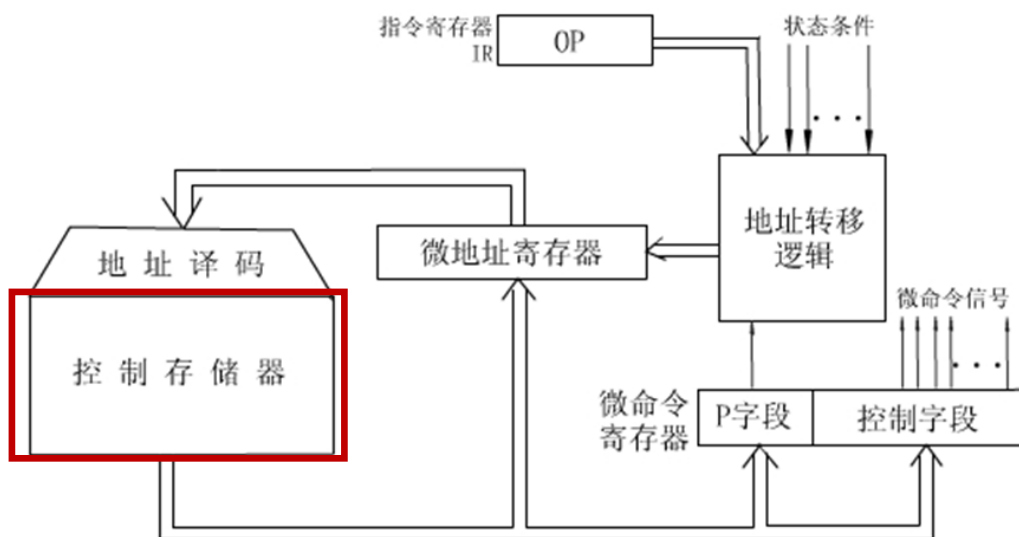 指令寄存器
IR
OP
状态条件
地址转移
逻辑
微地址寄存器
地址译码
控制存储器
微命令信号
微命令
寄存器
P字段
控制字段